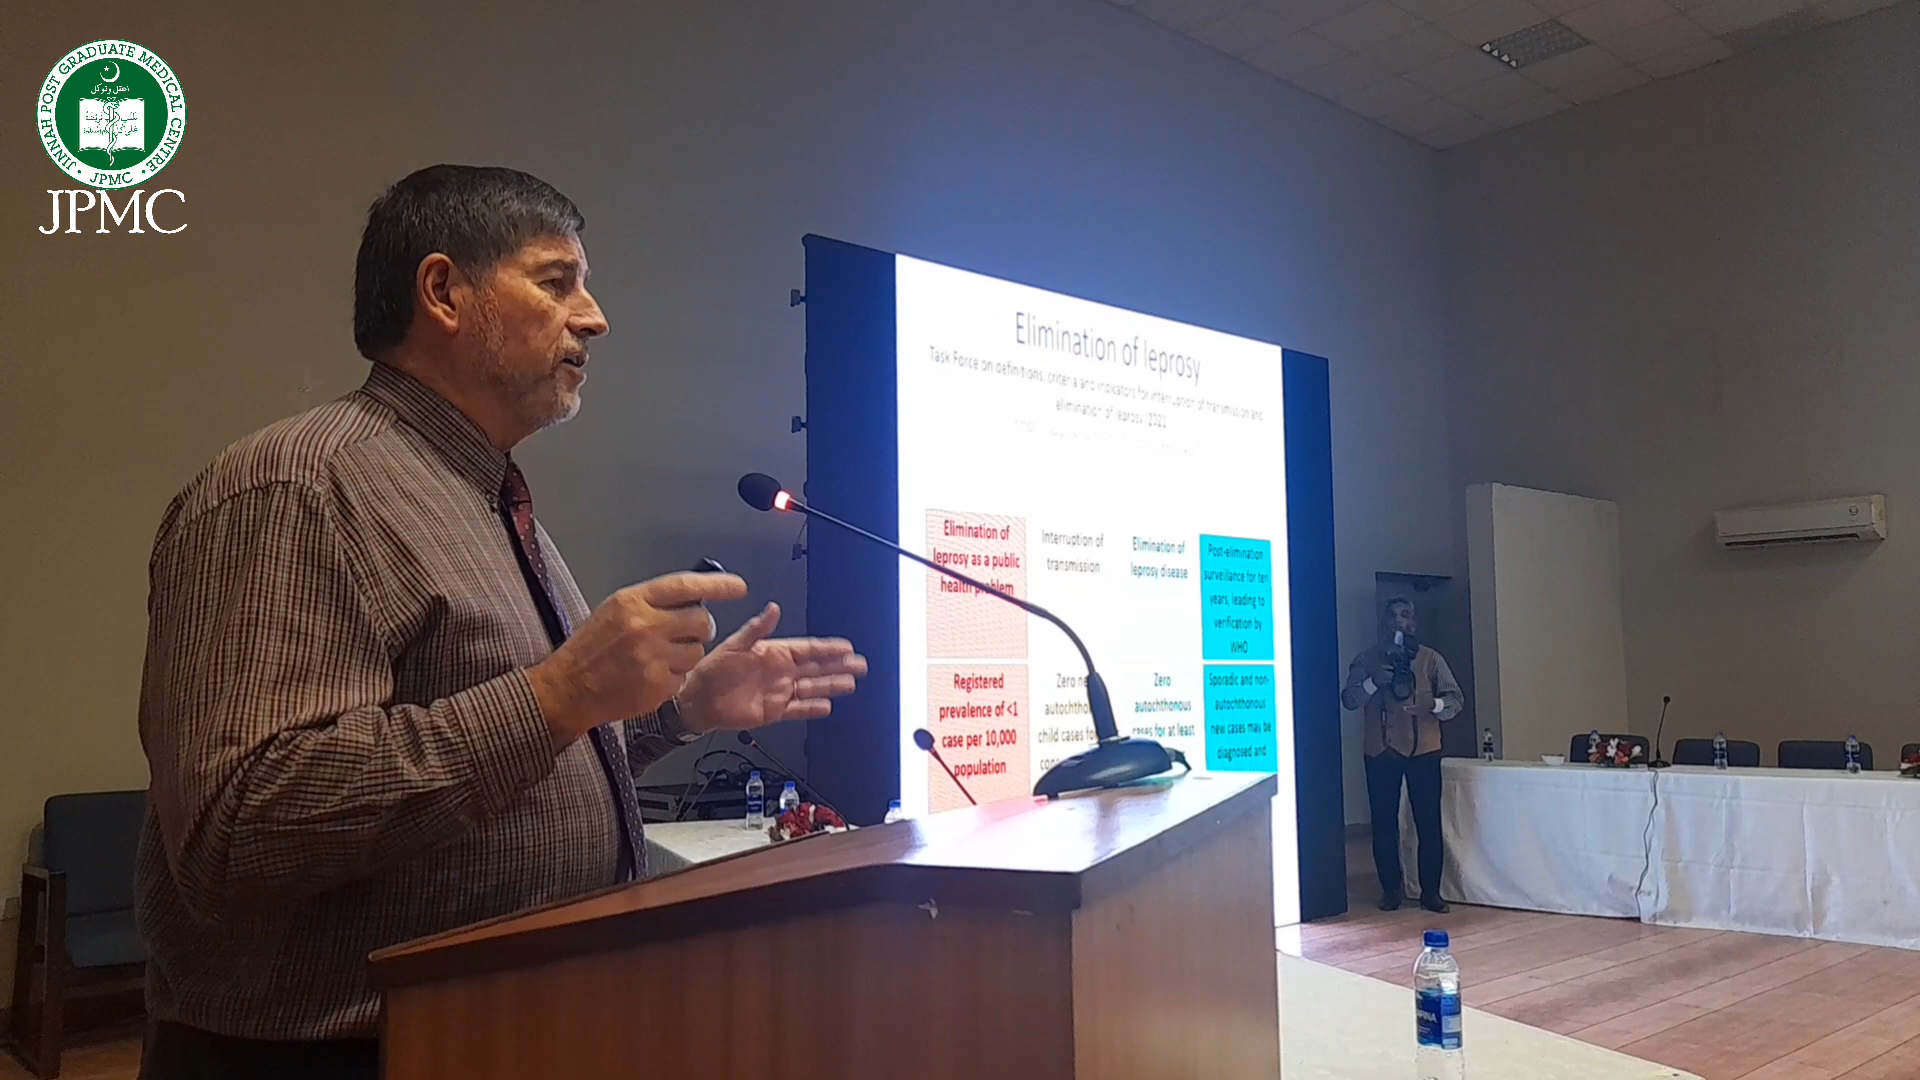 JINNAH POST GRADUATE MEDICAL CENTRE
JPMC
JPMC
Elimination of leprosy
Task Force on definitions, criteria and indicators for interruption of transmission and
elimination of leprosy 2021
Elimination of
leprosy as a public
health problem
Interruption of
transmission
Elimination of
leprosy disease
Post-elimination
surveillance for ten
years, leading to
verification by
WHO
Registered
prevalence of <1
case per 10,000
population
Zero
child cases
Zero
autochthonous
cases for at least
Sporadic and non-
autochthonous
new cases may be
diagnosed and